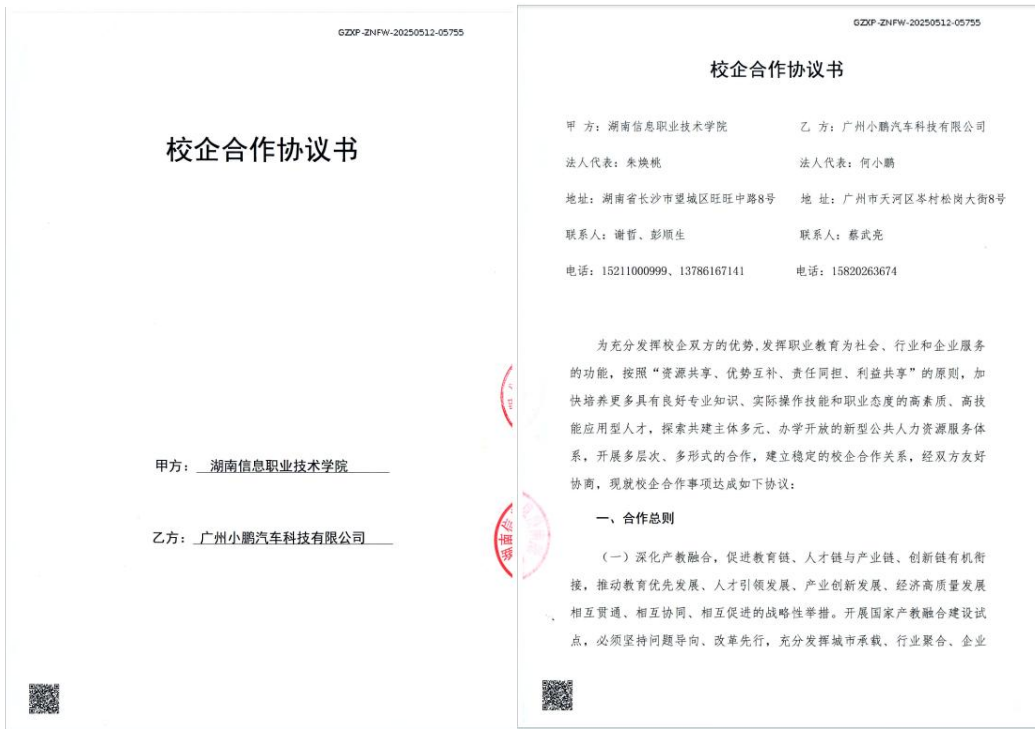 GZXP-ZNFW-20250512-05755
校企合作协议书
甲方： 湖南信息职业技术学院
乙方： 广州小鹏汽车科技有限公司
湖南信
GZXP-ZNFW-20250512-05755
校企合作协议书
甲 方：湖南信息职业技术学院 乙 方：广州小鹏汽车科技有限公司
法人代表：朱焕桃 法人代表：何小鹏
地址：湖南省长沙市望城区旺旺中路8号 地 址：广州市天河区岑村松岗大街8号
联系人：谢哲、彭顺生 联系人：蔡武亮
电话：15211000999、13786167141 电话：15820263674
为充分发挥校企双方的优势,发挥职业教育为社会、行业和企业服务
的功能，按照“资源共享、优势互补、责任同担、利益共享”的原则，加
快培养更多具有良好专业知识、实际操作技能和职业态度的高素质、高技
能应用型人才，探索共建主体多元、办学开放的新型公共人力资源服务体
系，开展多层次、多形式的合作，建立稳定的校企合作关系，经双方友好
协商，现就校企合作事项达成如下协议：
一、合作总则
（一）深化产教融合，促进教育链、人才链与产业链、创新链有机衔
接，推动教育优先发展、人才引领发展、产业创新发展、经济高质量发展
相互贯通、相互协同、相互促进的战略性举措。开展国家产教融合建设试
点，必须坚持问题导向、改革先行，充分发挥城市承载、行业聚合、企业